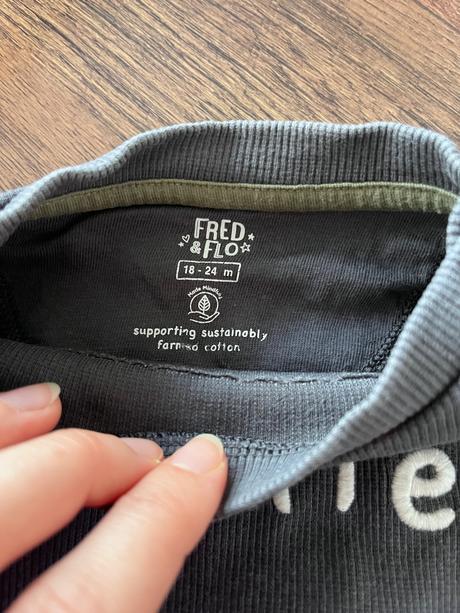 FRED
&FLO
18 - 24 m
Made Mindfully
supporting sustainably
farmed cotton